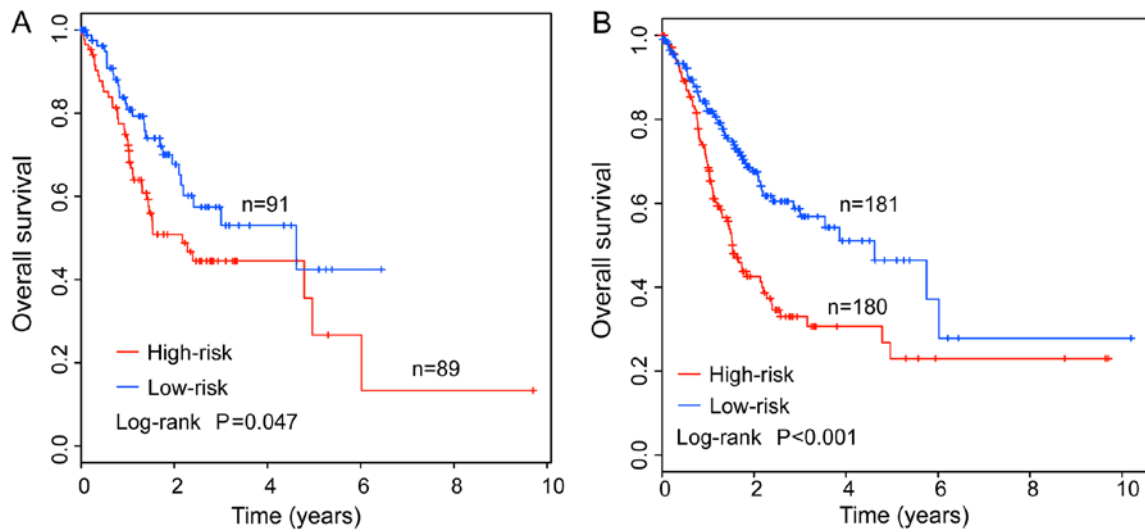 A
Overall survival
1.0
0.8
0.6
0.4
0.2
0.0
n=91
n=89
High-risk
Low-risk
Log-rank P=0.047
0 2 4 6 8 10
Time (years)
B
Overall survival
1.0
0.8
0.6
0.4
0.2
0.0
n=181
n=180
High-risk
Low-risk
Log-rank P<0.001
0 2 4 6 8 10
Time (years)